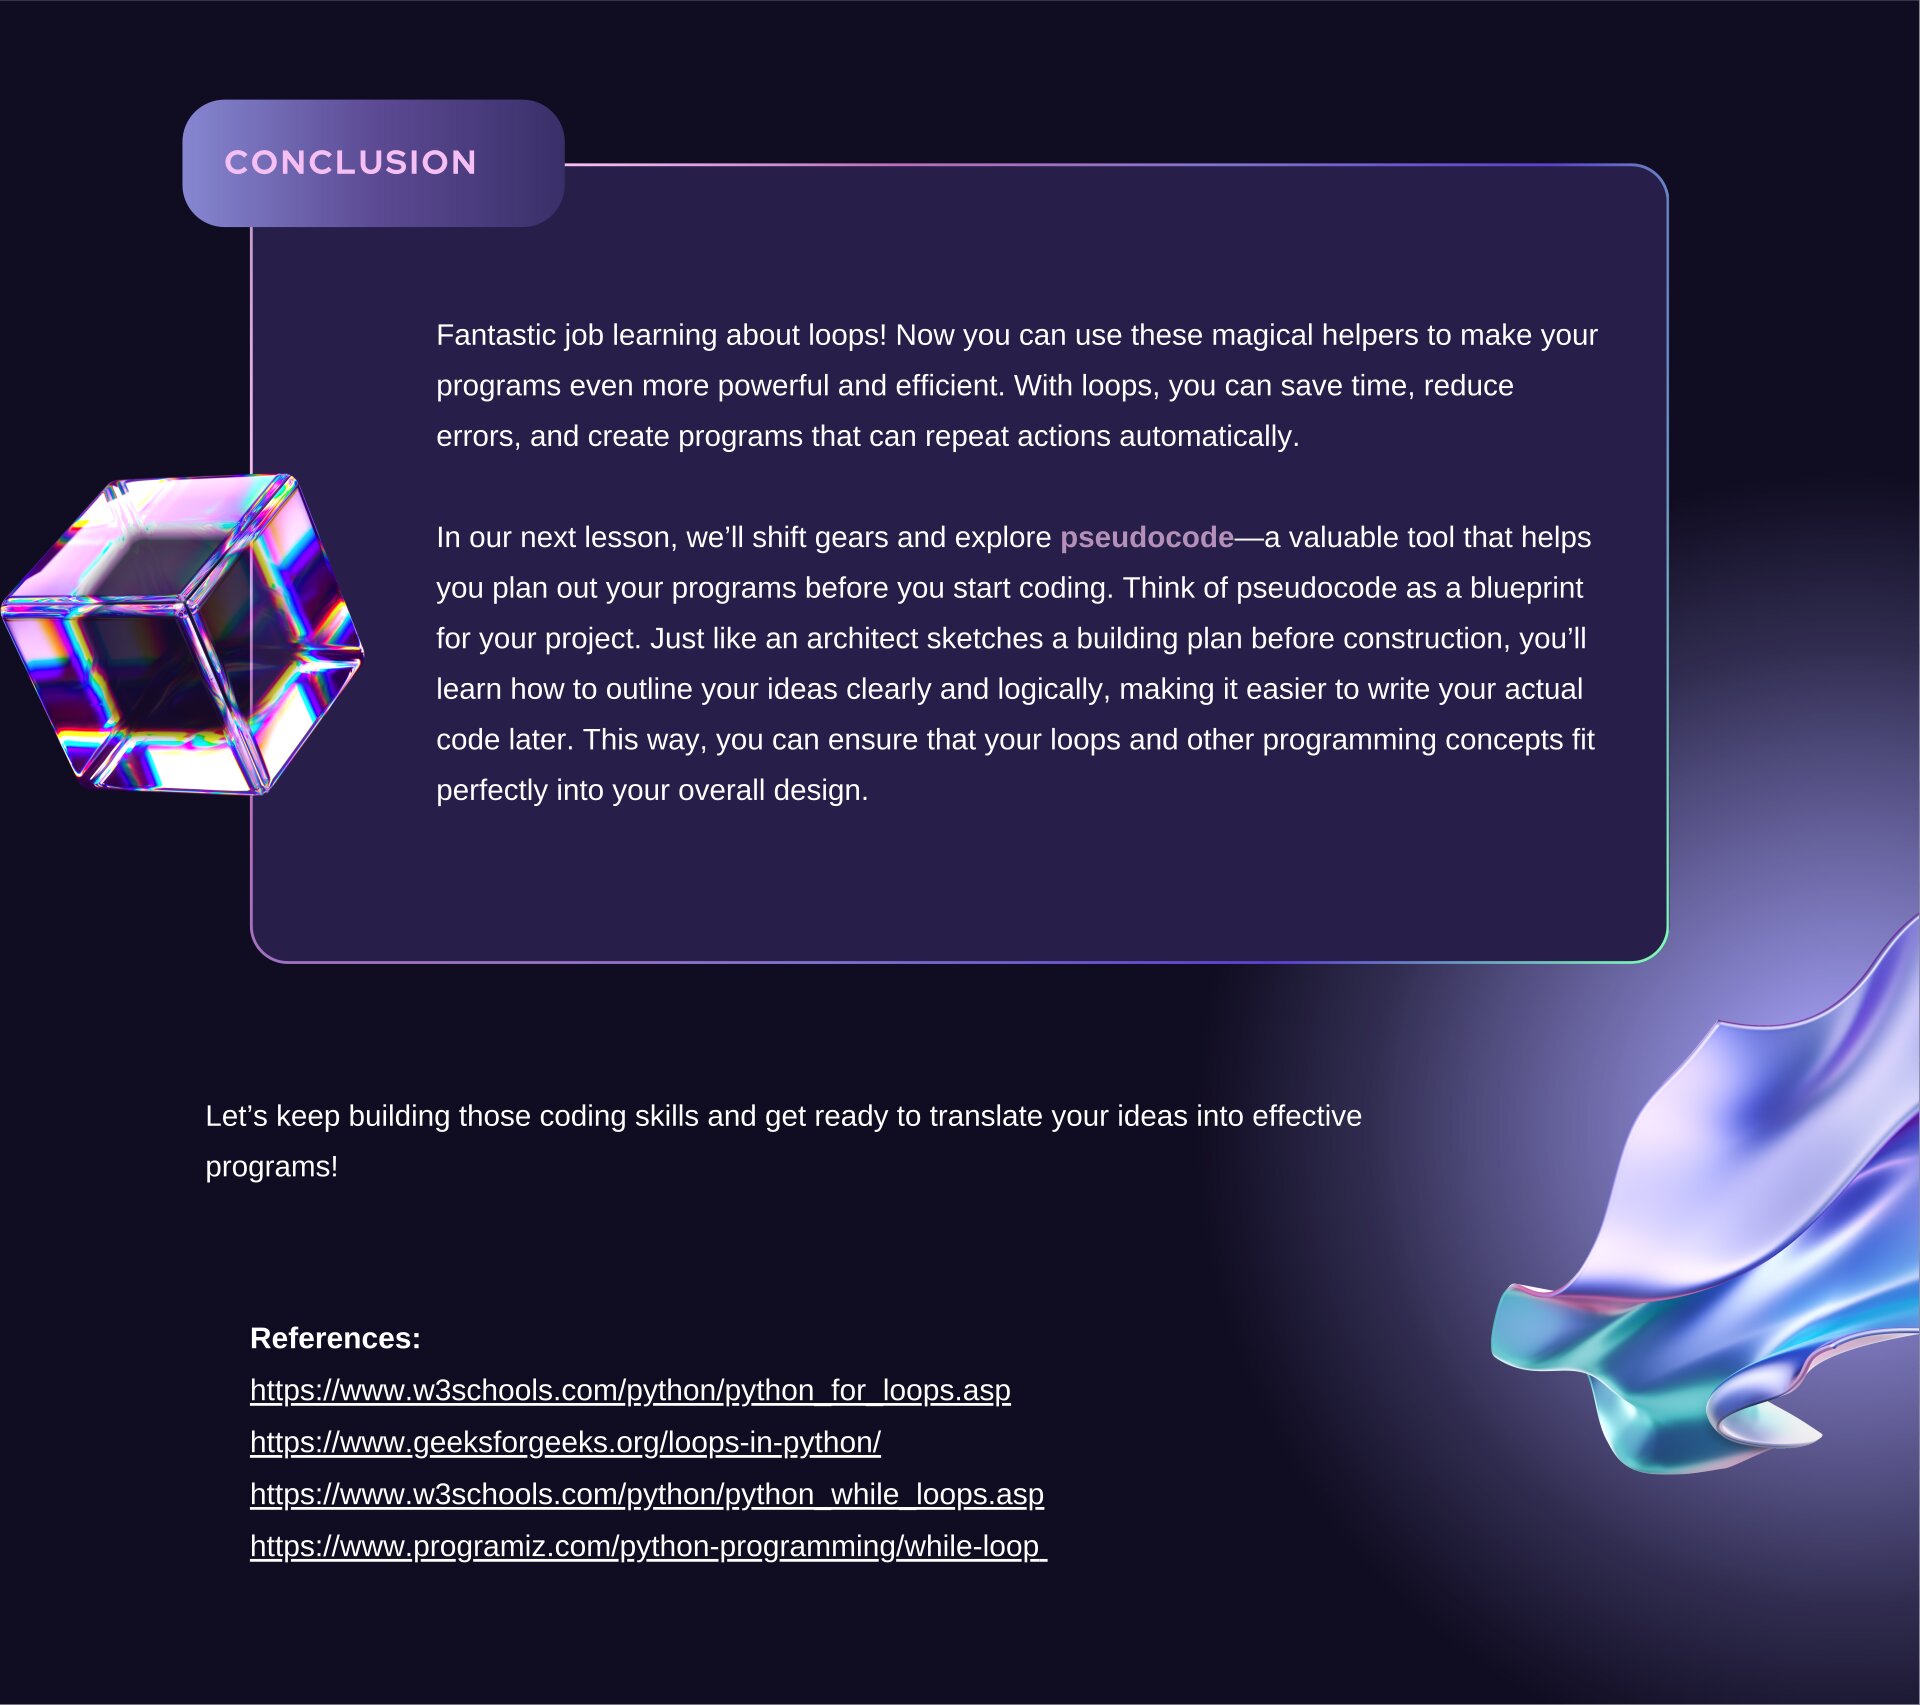 CONCLUSION
Fantastic job learning about loops! Now you can use these magical helpers to make your
programs even more powerful and efficient. With loops, you can save time, reduce
errors, and create programs that can repeat actions automatically.
In our next lesson, we’ll shift gears and explore pseudocode—a valuable tool that helps
you plan out your programs before you start coding. Think of pseudocode as a blueprint
for your project. Just like an architect sketches a building plan before construction, you’ll
learn how to outline your ideas clearly and logically, making it easier to write your actual
code later. This way, you can ensure that your loops and other programming concepts fit
perfectly into your overall design.
Let’s keep building those coding skills and get ready to translate your ideas into effective
programs!
References:
https://www.w3schools.com/python/python_for_loops.asp
https://www.geeksforgeeks.org/loops-in-python/
https://www.w3schools.com/python/python_while_loops.asp
https://www.programiz.com/python-programming/while-loop